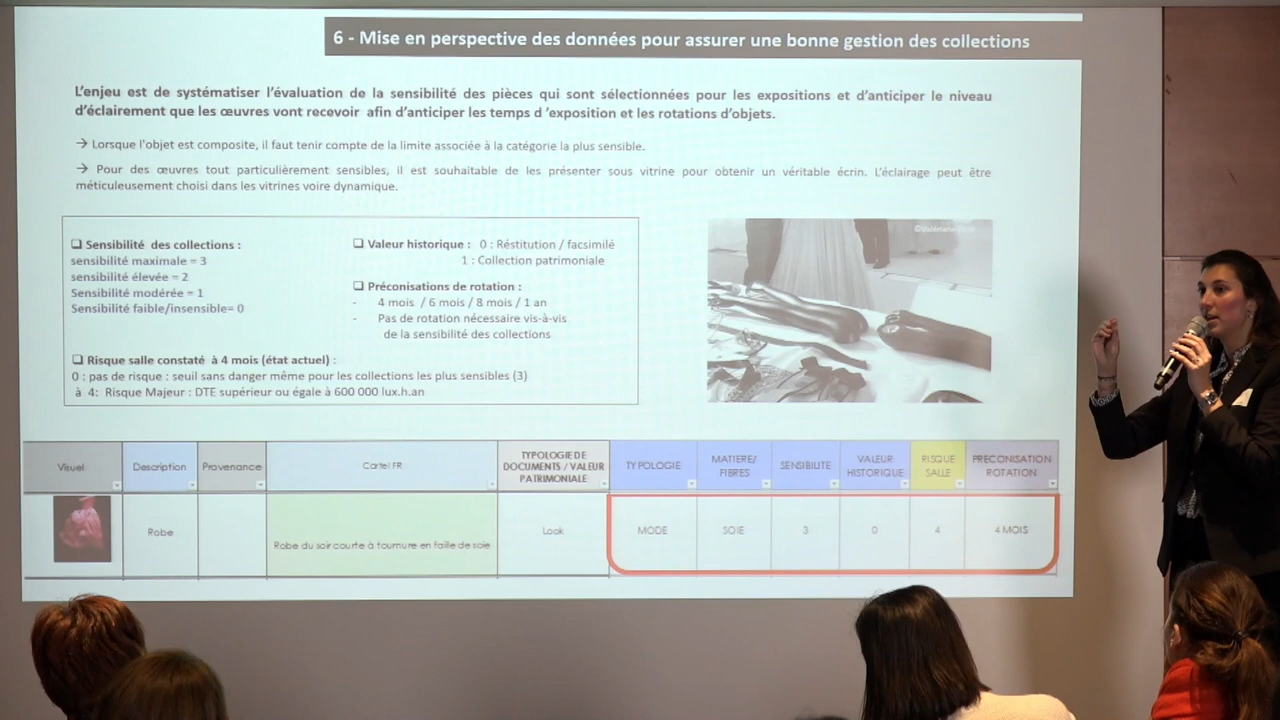 6 - Mise en perspective des données pour assurer une bonne gestion des collections
L'enjeu est de systématiser l'évaluation de la sensibilité des pièces qui sont sélectionnées pour les expositions et d'anticiper le niveau
d'éclairement que les œuvres vont recevoir afin d'anticiper les temps d 'exposition et les rotations d'objets.
→ Lorsque l'objet est composite, il faut tenir compte de la limite associée à la catégorie la plus sensible.
→ Pour des œuvres tout particulièrement sensibles, il est souhaitable de les présenter sous vitrine pour obtenir un véritable écrin. L'éclairage peut être
méticuleusement choisi dans les vitrines voire dynamique.
❑ Sensibilité des collections :
sensibilité maximale = 3
sensibilité élevée = 2
Sensibilité modérée = 1
Sensibilité faible/insensible= 0
❑ Valeur historique : 0 : Réstitution / facsimilé
1 : Collection patrimoniale
❑ Préconisations de rotation :
- 4 mois / 6 mois / 8 mois / 1 an
- Pas de rotation nécessaire vis-à-vis
de la sensibilité des collections
❑ Risque salle constaté à 4 mois (état actuel) :
0 : pas de risque : seuil sans danger même pour les collections les plus sensibles (3)
à 4: Risque Majeur : DTE supérieur ou égale à 600 000 lux.h.an
Visuel
Description
Provenance
Cartel FR
TYPOLOGIE DE
DOCUMENTS / VALEUR
PATRIMONIALE
TYPOLOGIE
MATIERE/
FIBRES
SENSIBILITE
VALEUR
HISTORIQUE
RISQUE
SALLE
PRECONISATION
ROTATION
Robe
Robe du soir courte à tournure en faille de soie
Look
MODE
SOIE
3
0
4
4 MOIS